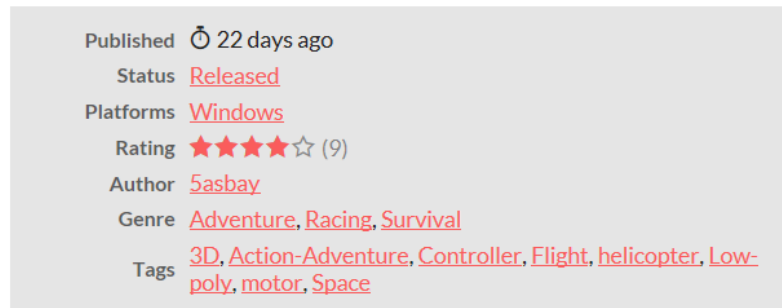 Published 22 days ago
Status Released
Platforms Windows
Rating (9)
Author 5asbay
Genre Adventure, Racing, Survival
Tags 3D, Action-Adventure, Controller, Flight, helicopter, Low-
poly, motor, Space